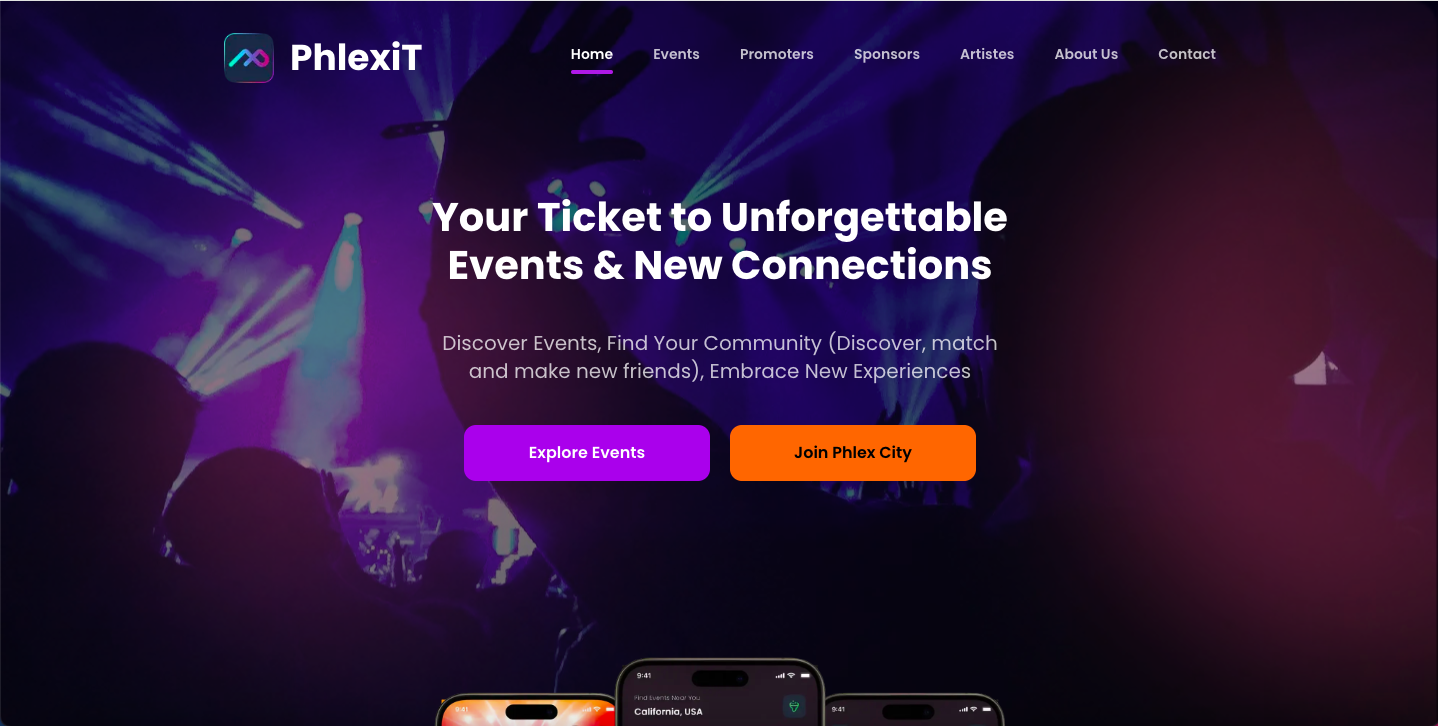 PhlexiT
Home Events Promoters Sponsors Artistes About Us Contact
Your Ticket to Unforgettable
Events & New Connections
Discover Events, Find Your Community (Discover, match
and make new friends), Embrace New Experiences
Explore Events Join Phlex City
9:41
Find Events Near You
California, USA
9:41 9:41